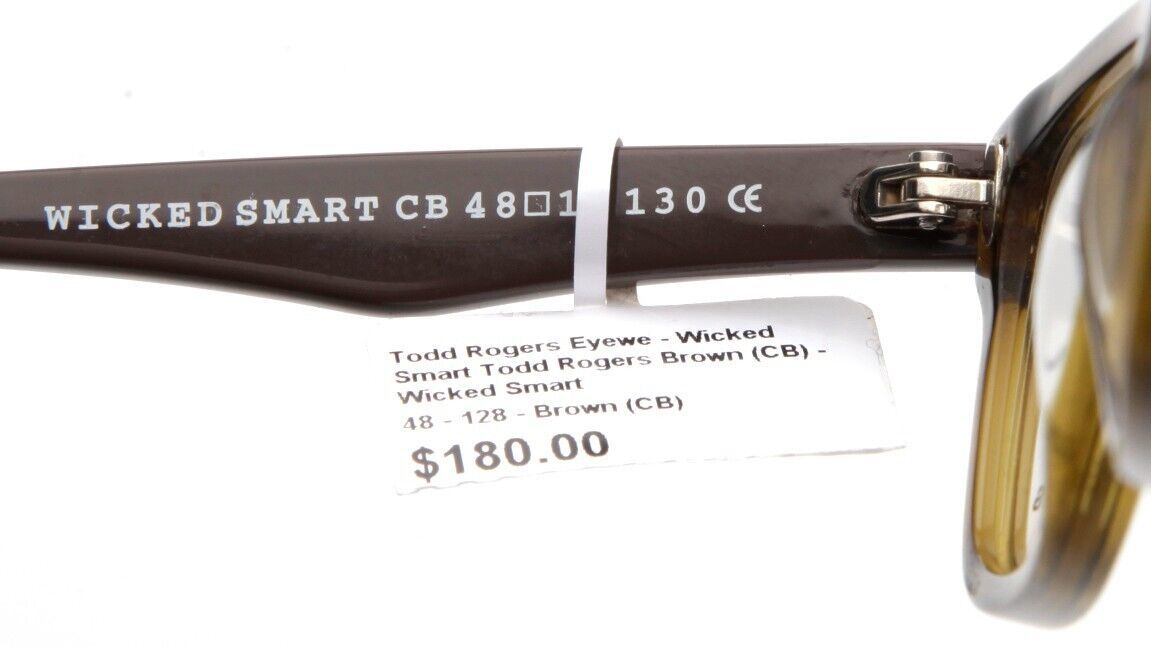 WICKED SMART CB 48□1 130 CE
Todd Rogers Eyewe - Wicked
Smart Todd Rogers Brown (CB) -
Wicked Smart
48 - 128 - Brown (CB)
$180.00